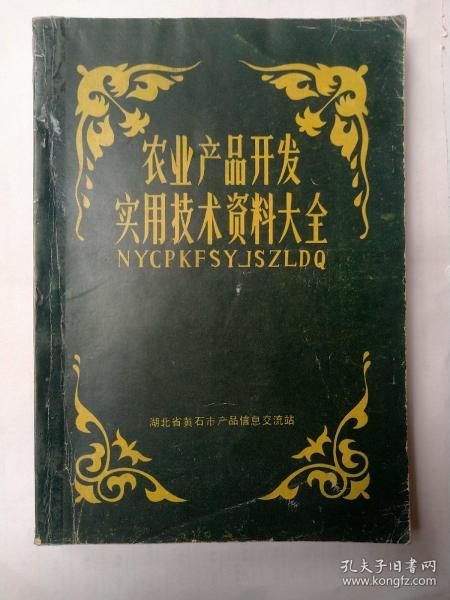 农业产品开发
实用技术资料大全
NYCPKFSYJSZLDQ
湖北省黄石市产品信息交流站
孔夫子旧书网
www.kongfz.com